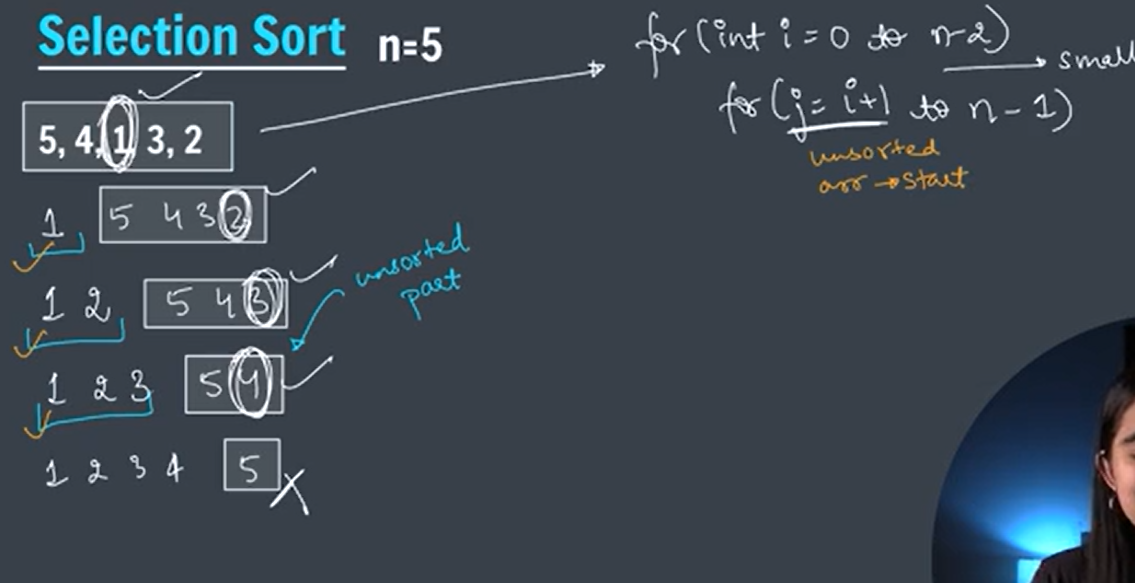 Selection Sort n=5
5, 4, 1, 3, 2
1 5 4 3 2
1 2 5 4 3
1 2 3 5 4
1 2 3 4 5
unsorted
part
for (int i = 0 to n-2)
small
for (j = i+1 to n - 1)
unsorted
arr → start